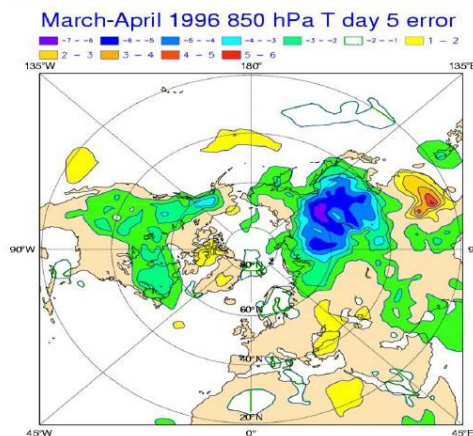 March-April 1996 850 hPa T day 5 error
-7 - -6 -6 - -5 -5 - -4 -4 - -3 -3 - -2 -2 - -1 1 - 2
2 - 3 3 - 4 4 - 5 5 - 6
135°W 180° 135°E
90°W 80°N 9
60°N
40°N
20°N
45°W 0° 45°E